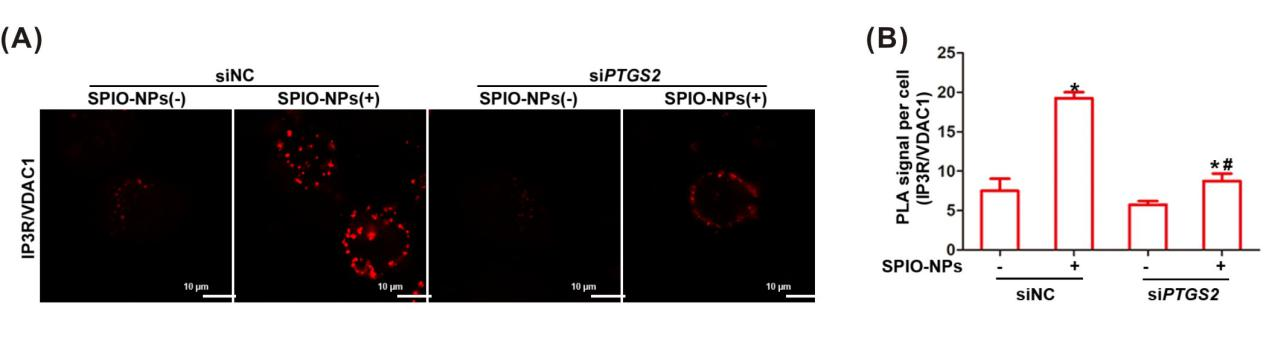 (A)
siNC
siPTGS2
SPIO-NPs(-)
SPIO-NPs(+)
SPIO-NPs(-)
SPIO-NPs(+)
IP3R/VDAC1
10 μm
10 μm
10 μm
10 μm
(B)
PLA signal per cell
(IP3R/VDAC1)
25
20
15
10
5
0
*
*#
SPIO-NPs
- + - +
siNC
siPTGS2